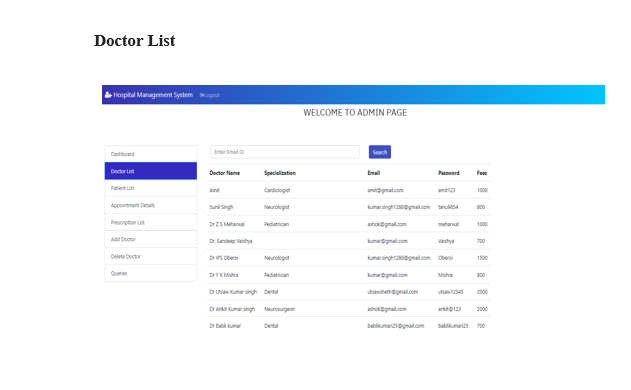 Doctor List
Hospital Management System Logout
WELCOME TO ADMIN PAGE
Dashboard
Doctor List
Patient List
Appointment Details
Prescription List
Add Doctor
Delete Doctor
Queries
Enter Email ID Search
Doctor Name Specialization Email Password Fees
Amit Cardiologist amit@gmail.com amit123 1000
Sunil Singh Neurologist kumar.singh1286@gmail.com tanu9654 800
Dr Z S Meharwal Pediatrician ashok@gmail.com meharwal 1000
Dr. Sandeep Vaishya kumar@gmail.com Vaishya 700
Dr IPS Oberoi Neurologist kumar.singh1286@gmail.com Oberoi 1500
Dr Y K Mishra Pediatrician kumar@gmail.com Mishra 800
Dr Utsaw Kumar singh Dental utsawsheth@gmail.com utsaw12345 2000
Dr Ankit Kumar singh Neurosurgeon ashok@gmail.com ankit@123 2000
Dr Babli kumar Dental bablikumari25@gmail.com bablikumari25 700